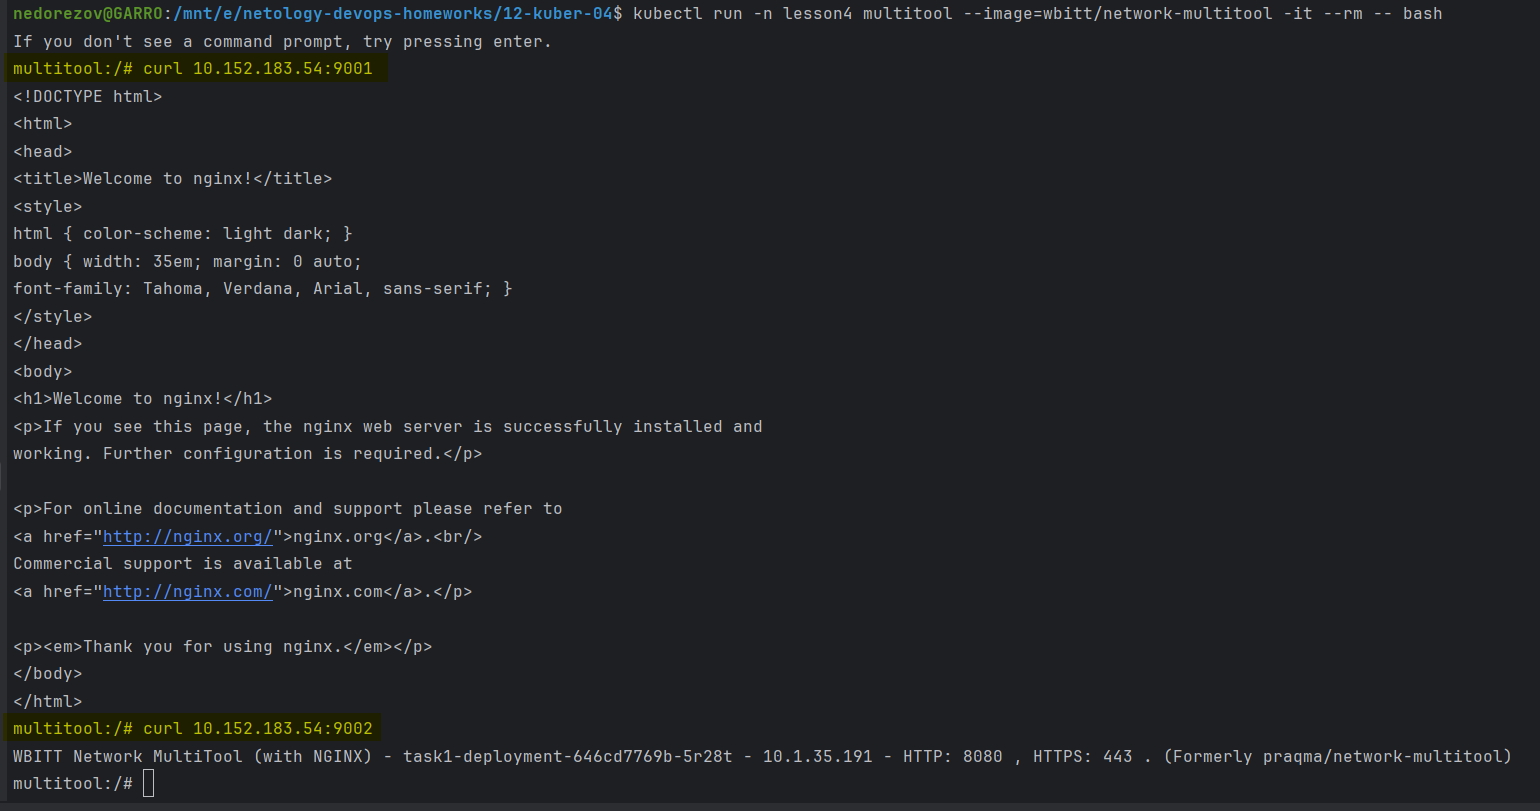 nedorezov@GARRO:/mnt/e/netology-devops-homeworks/12-kuber-04$ kubectl run -n lesson4 multitool --image=wbitt/network-multitool -it --rm -- bash
If you don't see a command prompt, try pressing enter.
multitool:/# curl 10.152.183.54:9001
<!DOCTYPE html>
<html>
<head>
<title>Welcome to nginx!</title>
<style>
html { color-scheme: light dark; }
body { width: 35em; margin: 0 auto;
font-family: Tahoma, Verdana, Arial, sans-serif; }
</style>
</head>
<body>
<h1>Welcome to nginx!</h1>
<p>If you see this page, the nginx web server is successfully installed and
working. Further configuration is required.</p>
<p>For online documentation and support please refer to
<a href="http://nginx.org/">nginx.org</a>.<br/>
Commercial support is available at
<a href="http://nginx.com/">nginx.com</a>.</p>
<p><em>Thank you for using nginx.</em></p>
</body>
</html>
multitool:/# curl 10.152.183.54:9002
WBITT Network MultiTool (with NGINX) - task1-deployment-646cd7769b-5r28t - 10.1.35.191 - HTTP: 8080 , HTTPS: 443 . (Formerly praqma/network-multitool)
multitool:/#